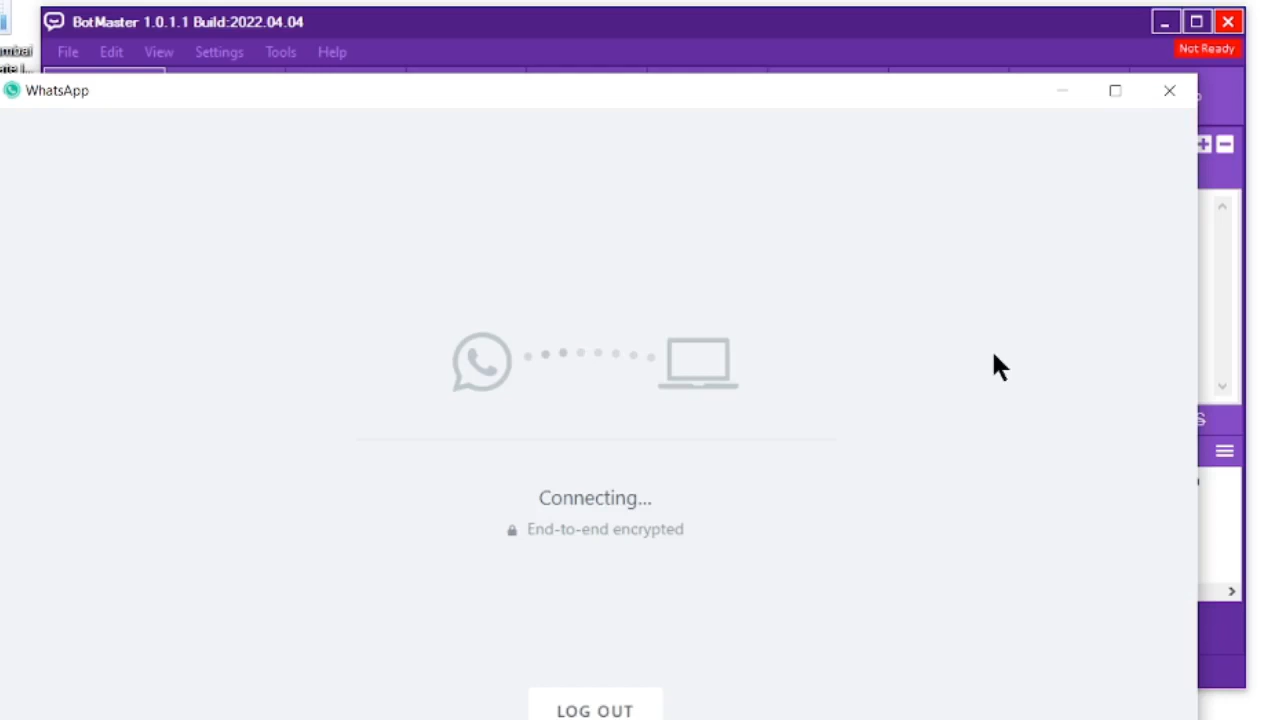 BotMaster 1.0.1.1 Build:2022.04.04
File Edit View Settings Tools Help
Not Ready
WhatsApp
Connecting...
End-to-end encrypted
LOG OUT